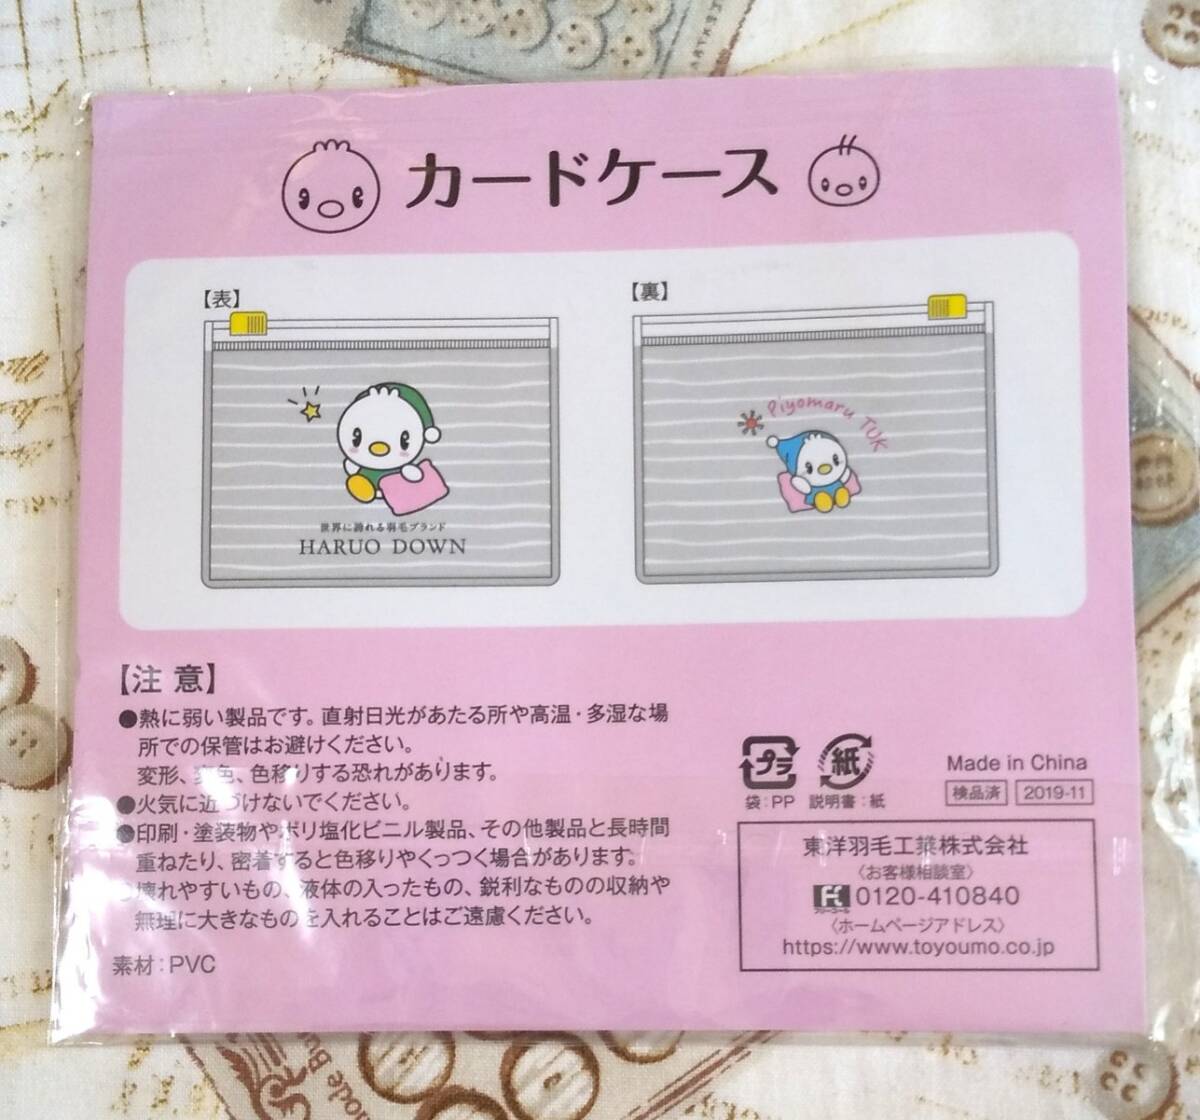 カードケース
【表】
【裏】
Piyomaru TUK
世界に誇れる羽毛ブランド
HARUO DOWN
【注 意】
●熱に弱い製品です。直射日光があたる所や高温・多湿な場
所での保管はお避けください。
変形、変色、色移りする恐れがあります。
●火気に近づけないでください。
●印刷・塗装物やポリ塩化ビニル製品、その他製品と長時間
重ねたり、密着すると色移りやくっつく場合があります。
●壊れやすいもの、液体の入ったもの、鋭利なものの収納や
無理に大きなものを入れることはご遠慮ください。
素材：PVC
プラ
紙
袋：PP
説明書：紙
Made in China
検品済
2019-11
東洋羽毛工業株式会社
〈お客様相談室〉
フリーコール
0120-410840
〈ホームページアドレス〉
https://www.toyoumo.co.jp